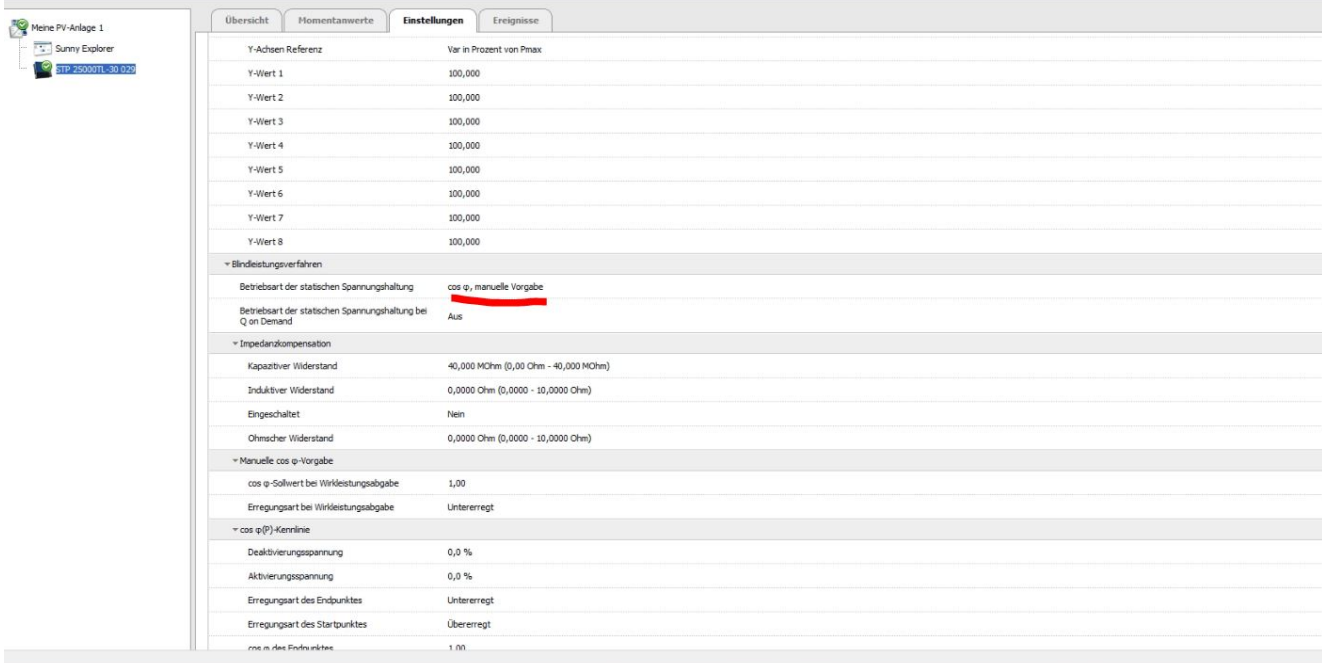 Übersicht Momentanwerte Einstellungen Ereignisse
Meine PV-Anlage 1
Sunny Explorer
STP 25000TL-30 029
Y-Achsen Referenz Var in Prozent von Pmax
Y-Wert 1 100,000
Y-Wert 2 100,000
Y-Wert 3 100,000
Y-Wert 4 100,000
Y-Wert 5 100,000
Y-Wert 6 100,000
Y-Wert 7 100,000
Y-Wert 8 100,000
Blindleistungsverfahren
Betriebsart der statischen Spannungshaltung cos φ, manuelle Vorgabe
Betriebsart der statischen Spannungshaltung bei
Q on Demand Aus
Impedanzkompensation
Kapazitiver Widerstand 40,000 MOhm (0,00 Ohm - 40,000 MOhm)
Induktiver Widerstand 0,0000 Ohm (0,0000 - 10,0000 Ohm)
Eingeschaltet Nein
Ohmscher Widerstand 0,0000 Ohm (0,0000 - 10,0000 Ohm)
Manuelle cos φ-Vorgabe
cos φ-Sollwert bei Wirkleistungsabgabe 1,00
Erregungsart bei Wirkleistungsabgabe Untererregt
cos φ(P)-Kennlinie
Deaktivierungsspannung 0,0 %
Aktivierungsspannung 0,0 %
Erregungsart des Endpunktes Untererregt
Erregungsart des Startpunktes Übererregt
cos φ des Endpunktes 1,00